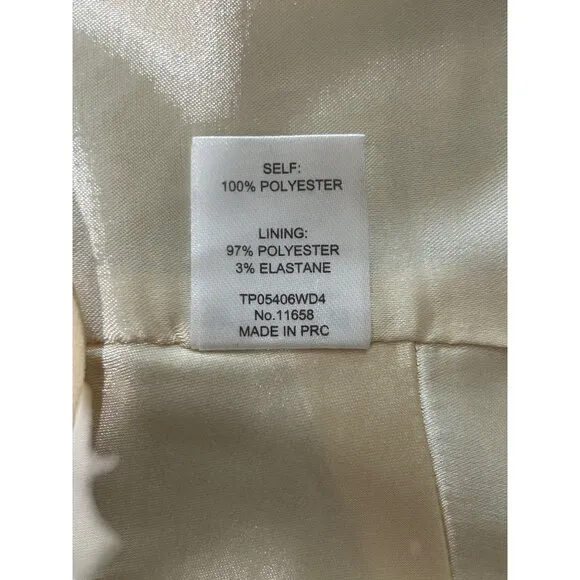 SELF:
100% POLYESTER
LINING:
97% POLYESTER
3% ELASTANE
TP05406WD4
No.11658
MADE IN PRC